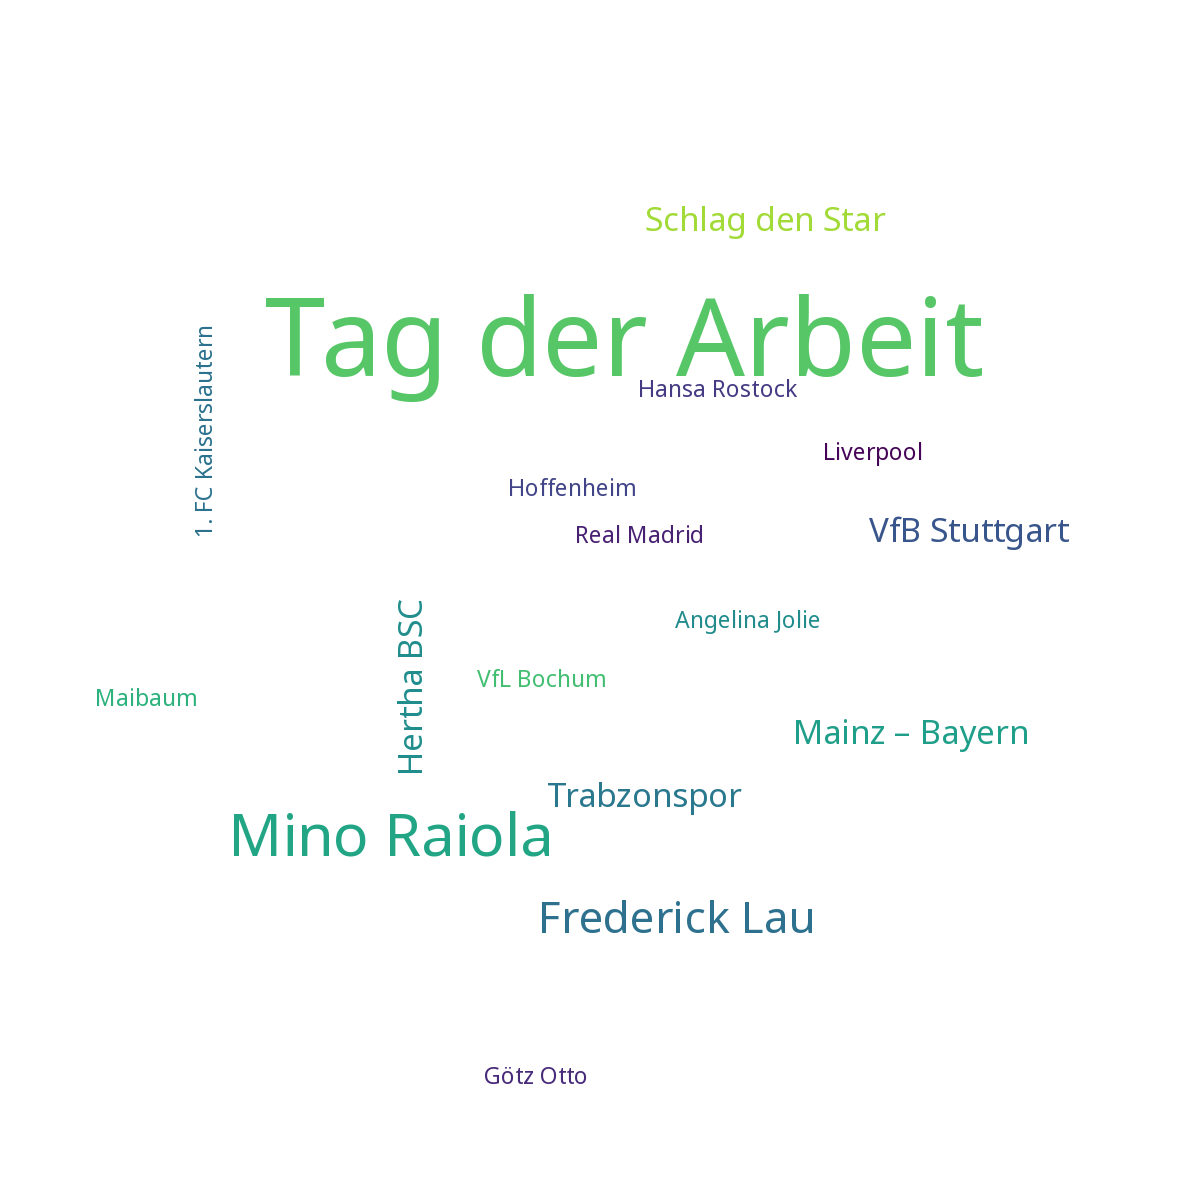 Schlag den Star
Tag der Arbeit
Hansa Rostock
1. FC Kaiserslautern
Liverpool
Hoffenheim
VfB Stuttgart
Real Madrid
Angelina Jolie
Hertha BSC
VfL Bochum
Maibaum
Mainz – Bayern
Trabzonspor
Mino Raiola
Frederick Lau
Götz Otto